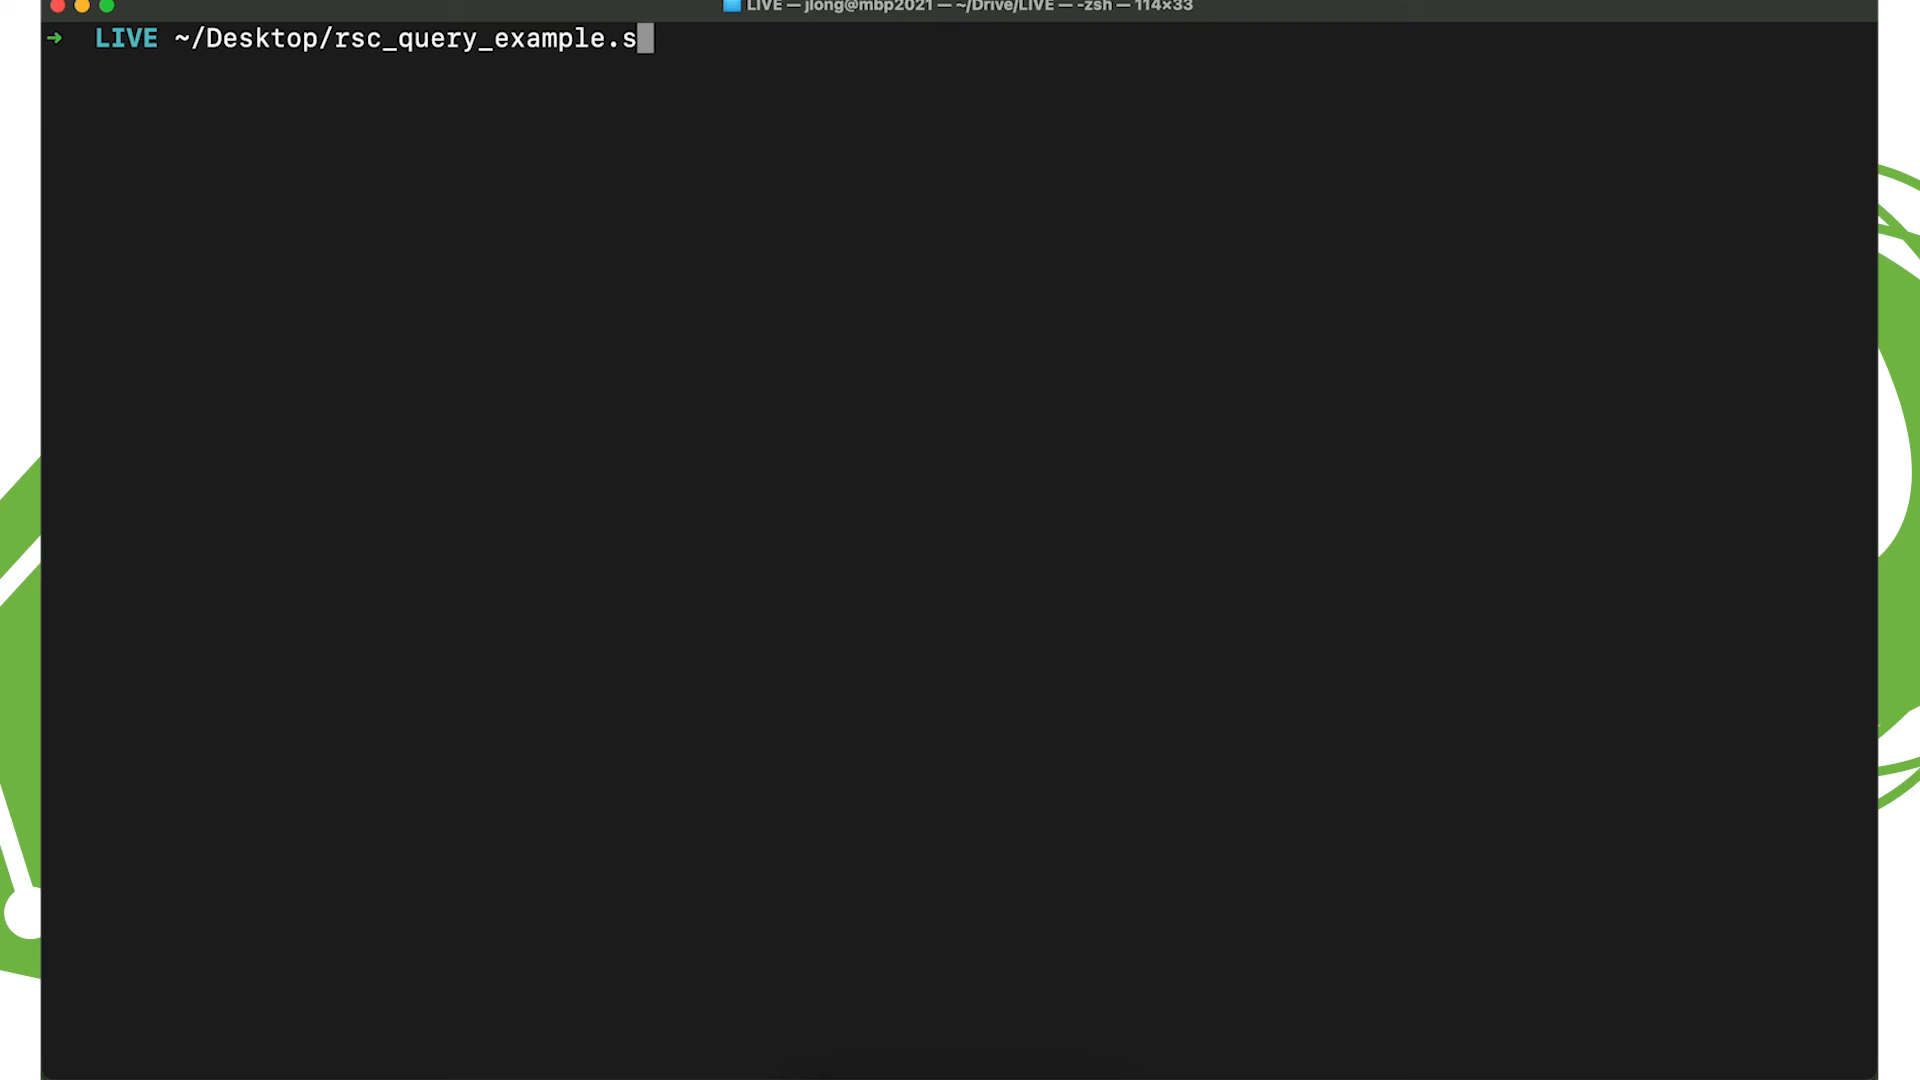 LIVE — jlong@mbp2021 — ~/Drive/LIVE — -zsh — 114×33
➜ LIVE ~/Desktop/rsc_query_example.s